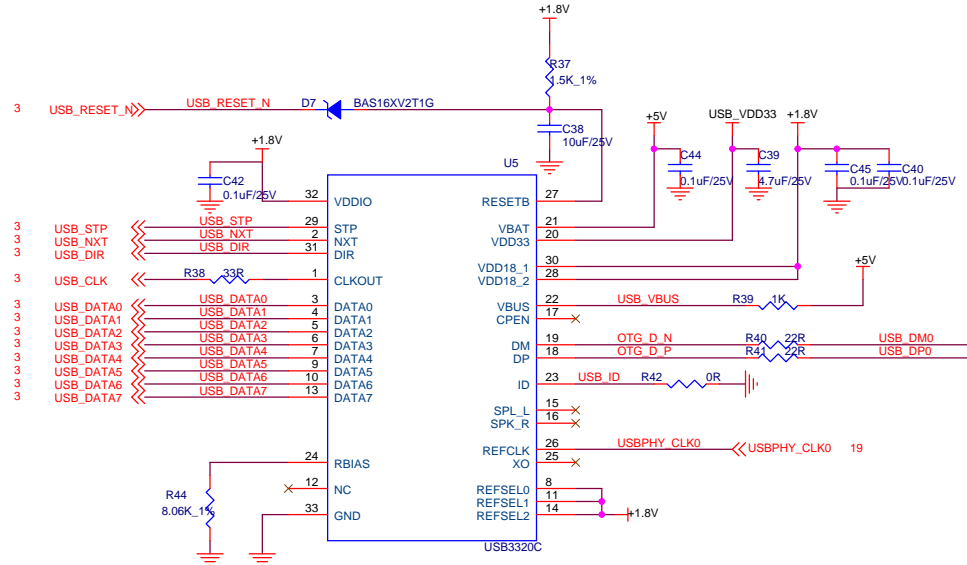 +1.8V
R37
1.5K_1%
3 USB_RESET_N USB_RESET_N D7 BAS16XV2T1G
C38
10uF/25V
+5V USB_VDD33 +1.8V
+1.8V
C42
0.1uF/25V
C44
0.1uF/25V
C39
4.7uF/25V
C45
0.1uF/25V
C40
0.1uF/25V
U5
32 VDDIO RESETB 27
3 USB_STP USB_STP 29 STP VBAT 21
3 USB_NXT USB_NXT 2 NXT VDD33 20
3 USB_DIR USB_DIR 31 DIR
VDD18_1 30
VDD18_2 28
+5V
3 USB_CLK R38 33R 1 CLKOUT
3 USB_DATA0 USB_DATA0 3 DATA0 VBUS 22 USB_VBUS R39 1K
3 USB_DATA1 USB_DATA1 4 DATA1 CPEN 17
3 USB_DATA2 USB_DATA2 5 DATA2
3 USB_DATA3 USB_DATA3 6 DATA3 DM 19 OTG_D_N R40 22R USB_DM0
3 USB_DATA4 USB_DATA4 7 DATA4 DP 18 OTG_D_P R41 22R USB_DP0
3 USB_DATA5 USB_DATA5 9 DATA5
3 USB_DATA6 USB_DATA6 10 DATA6 ID 23 USB_ID R42 0R
3 USB_DATA7 USB_DATA7 13 DATA7
SPL_L 15
SPK_R 16
REFCLK 26 USBPHY_CLK0 USBPHY_CLK0 19
24 RBIAS XO 25
12 NC REFSEL0 8
R44
8.06K_1%
REFSEL1 11
33 GND REFSEL2 14 +1.8V
USB3320C